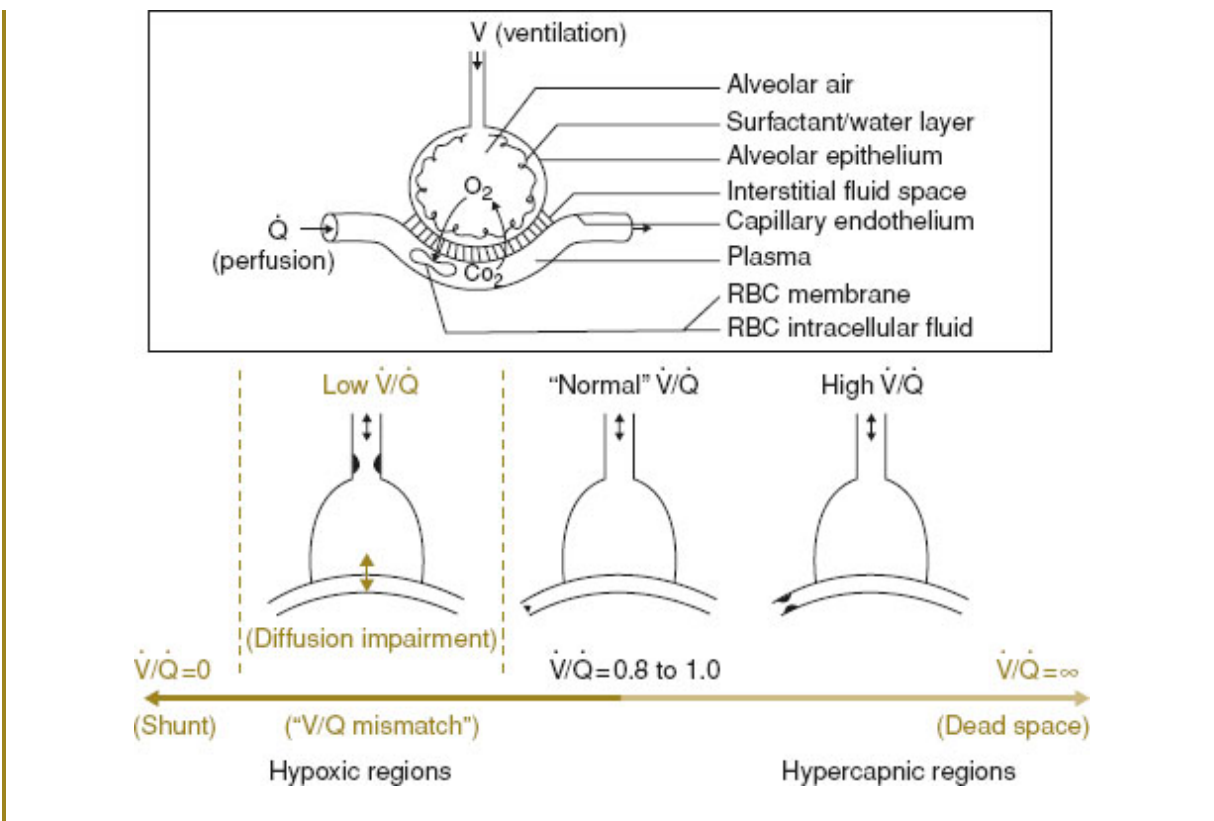 V (ventilation)
Alveolar air
Surfactant/water layer
Alveolar epithelium
Interstitial fluid space
Capillary endothelium
Plasma
RBC membrane
RBC intracellular fluid
O₂
Co₂
Q̇
(perfusion)
Low V̇/Q̇
“Normal” V̇/Q̇
High V̇/Q̇
(Diffusion impairment)
V̇/Q̇=0
V̇/Q̇=0.8 to 1.0
V̇/Q̇=∞
(Shunt)
(“V/Q mismatch”)
(Dead space)
Hypoxic regions
Hypercapnic regions